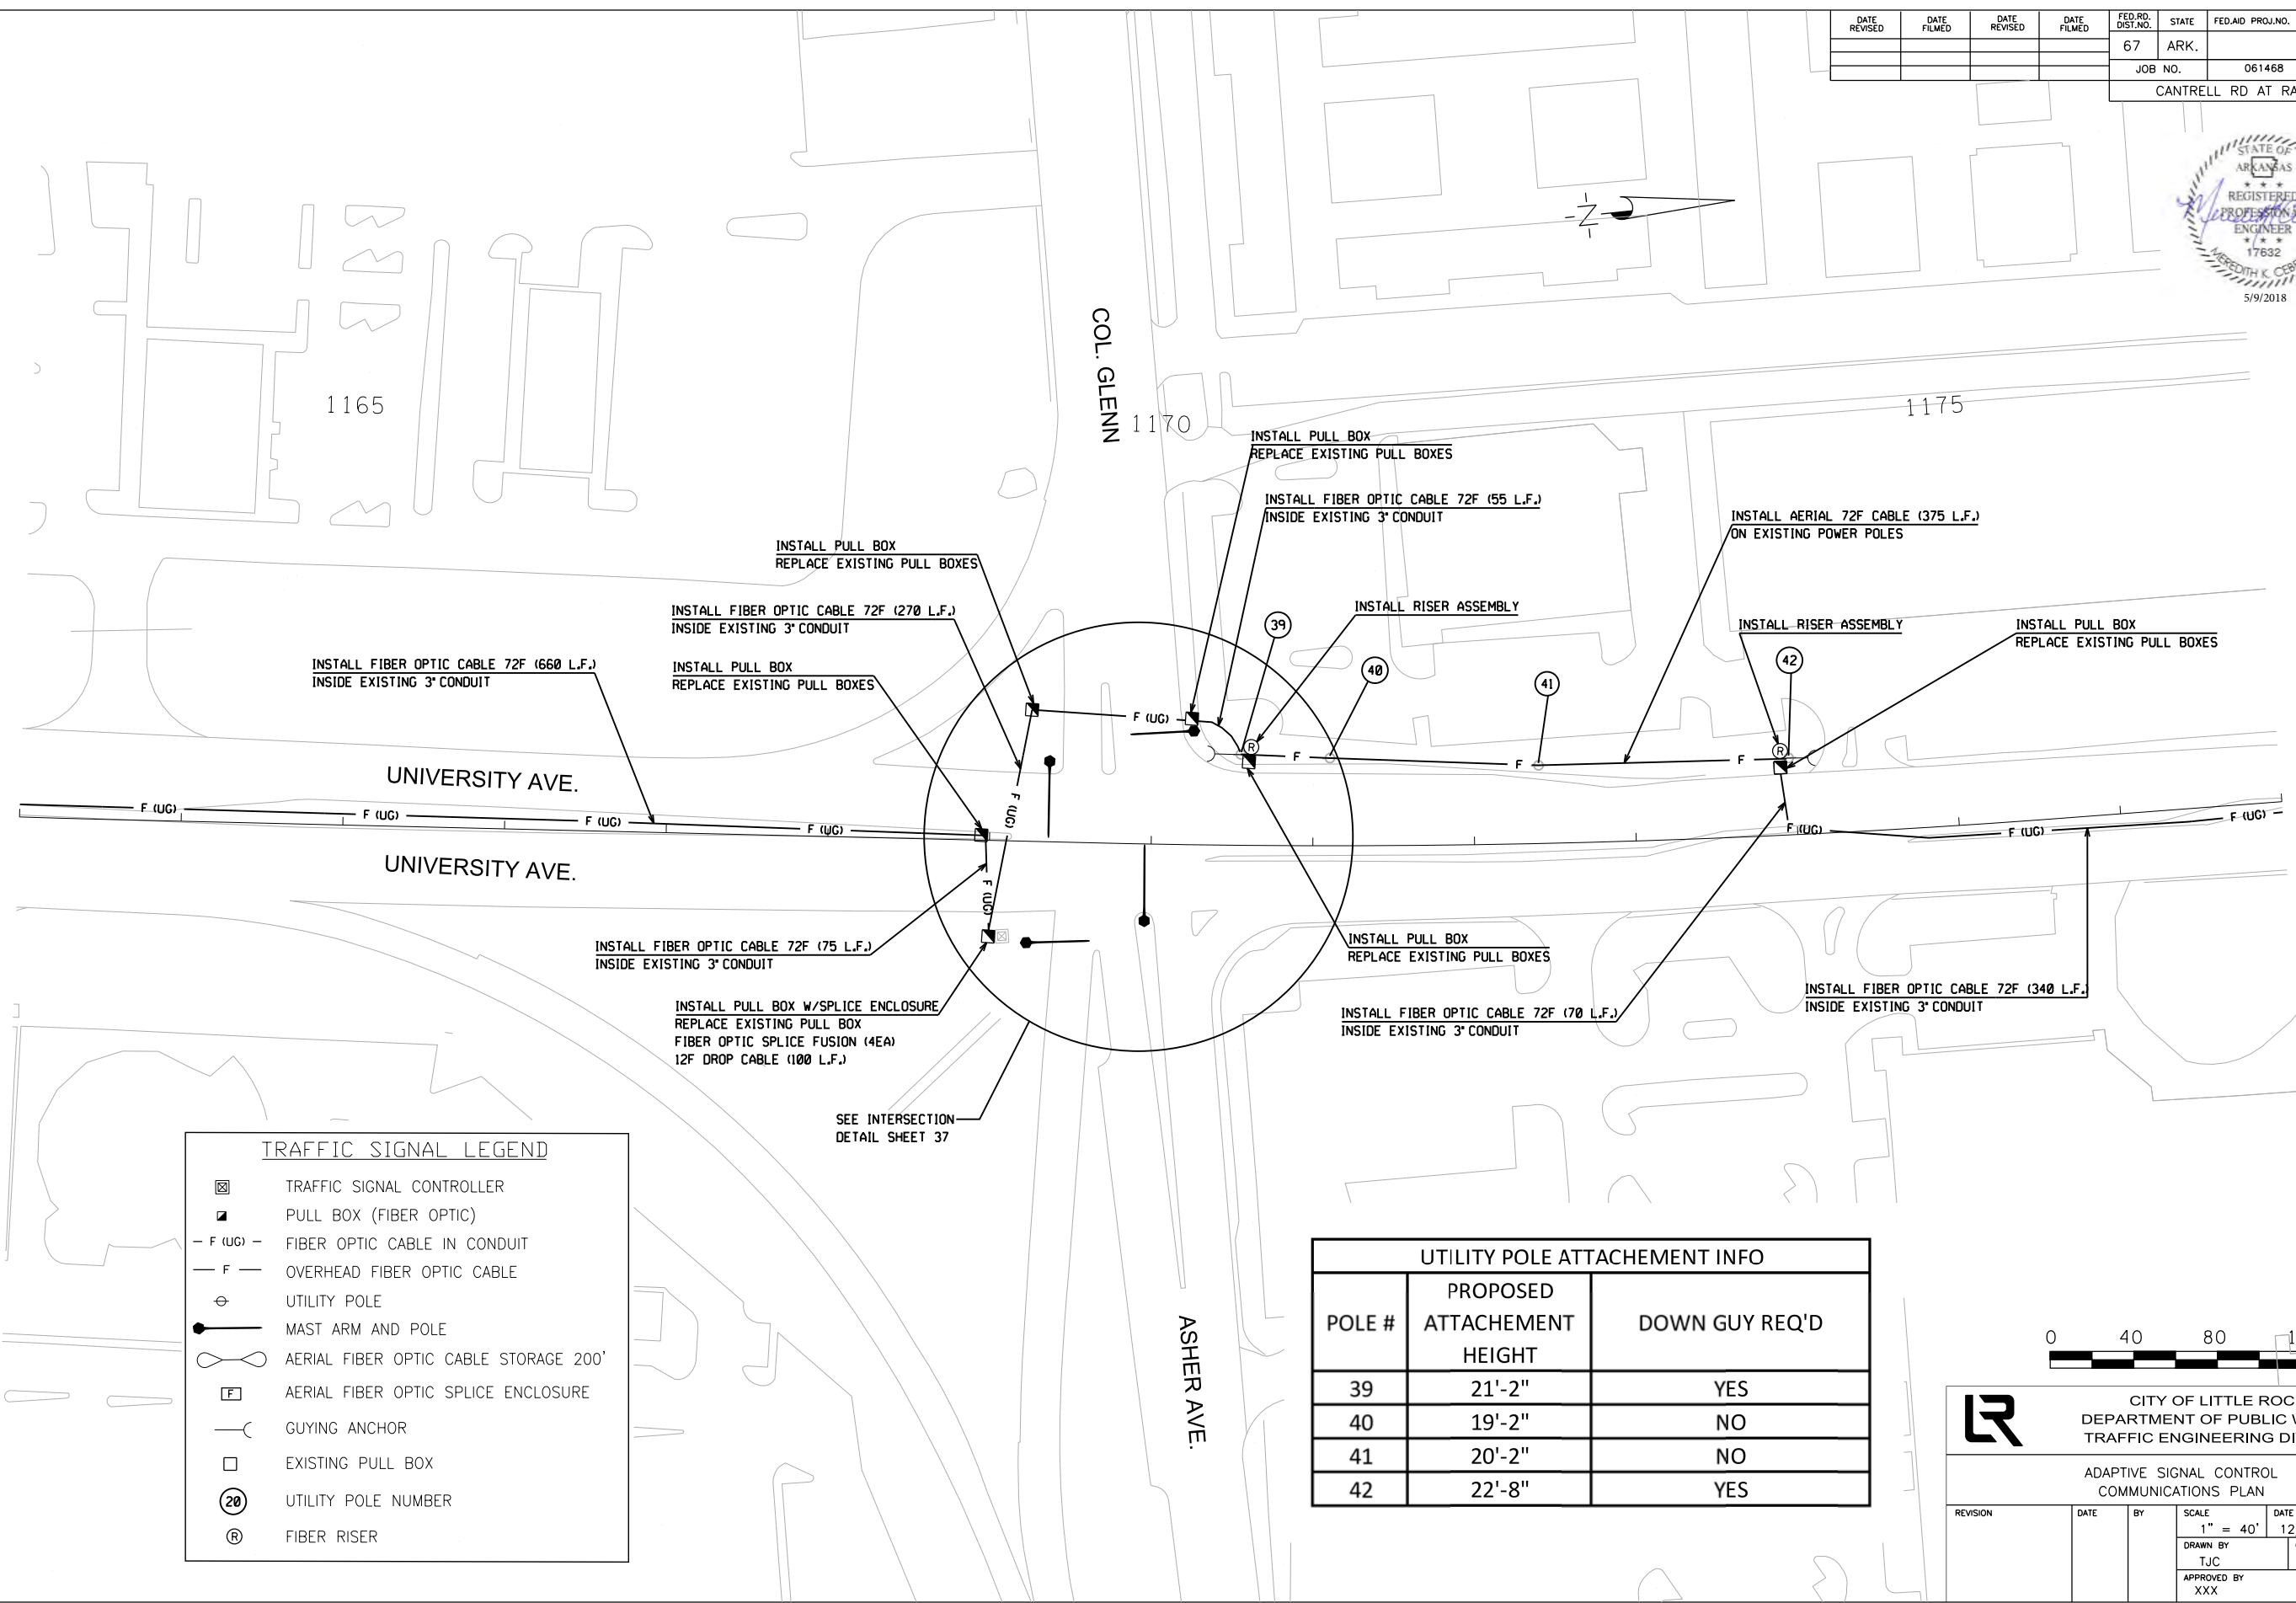 DATE REVISED
DATE FILMED
DATE REVISED
DATE FILMED
FED.RD. DIST.NO.
STATE
FED.AID PROJ.NO.
67
ARK.
JOB NO.
061468
CANTRELL RD AT
STATE OF
ARKANSAS
REGISTERED
PROFESSIONAL
ENGINEER
17632
MEREDITH K.
5/9/2018
N
1165
COL. GLENN
1170
1175
INSTALL PULL BOX
REPLACE EXISTING PULL BOXES
INSTALL FIBER OPTIC CABLE 72F (55 L.F.)
INSIDE EXISTING 3" CONDUIT
INSTALL AERIAL 72F CABLE (375 L.F.)
ON EXISTING POWER POLES
INSTALL PULL BOX
REPLACE EXISTING PULL BOXES
INSTALL FIBER OPTIC CABLE 72F (270 L.F.)
INSIDE EXISTING 3" CONDUIT
INSTALL RISER ASSEMBLY
39
INSTALL RISER ASSEMBLY
INSTALL PULL BOX
REPLACE EXISTING PULL BOXES
INSTALL FIBER OPTIC CABLE 72F (660 L.F.)
INSIDE EXISTING 3" CONDUIT
INSTALL PULL BOX
REPLACE EXISTING PULL BOXES
40
41
42
F (UG)
R
R
F
F
F
UNIVERSITY AVE.
F (UG)
F (UG)
F (UG)
F (UG)
F (UG)
F (UG)
F (UG)
F (UG)
UNIVERSITY AVE.
F (UG)
INSTALL FIBER OPTIC CABLE 72F (75 L.F.)
INSIDE EXISTING 3" CONDUIT
INSTALL PULL BOX
REPLACE EXISTING PULL BOXES
INSTALL FIBER OPTIC CABLE 72F (340 L.F.)
INSIDE EXISTING 3" CONDUIT
INSTALL PULL BOX W/SPLICE ENCLOSURE
REPLACE EXISTING PULL BOX
FIBER OPTIC SPLICE FUSION (4EA)
12F DROP CABLE (100 L.F.)
INSTALL FIBER OPTIC CABLE 72F (70 L.F.)
INSIDE EXISTING 3" CONDUIT
SEE INTERSECTION
DETAIL SHEET 37
TRAFFIC SIGNAL LEGEND
TRAFFIC SIGNAL CONTROLLER
PULL BOX (FIBER OPTIC)
F (UG) FIBER OPTIC CABLE IN CONDUIT
F OVERHEAD FIBER OPTIC CABLE
UTILITY POLE
MAST ARM AND POLE
AERIAL FIBER OPTIC CABLE STORAGE 200'
F AERIAL FIBER OPTIC SPLICE ENCLOSURE
GUYING ANCHOR
EXISTING PULL BOX
20 UTILITY POLE NUMBER
R FIBER RISER
ASHER AVE.
UTILITY POLE ATTACHEMENT INFO
POLE #
PROPOSED
ATTACHEMENT
HEIGHT
DOWN GUY REQ'D
39 21'-2" YES
40 19'-2" NO
41 20'-2" NO
42 22'-8" YES
0 40 80
LR
CITY OF LITTLE
DEPARTMENT OF PUBLIC
TRAFFIC ENGINEERING
ADAPTIVE SIGNAL CONTROL
COMMUNICATIONS PLAN
REVISION
DATE
BY
SCALE
1" = 40'
DATE
12
DRAWN BY
TJC
APPROVED BY
XXX